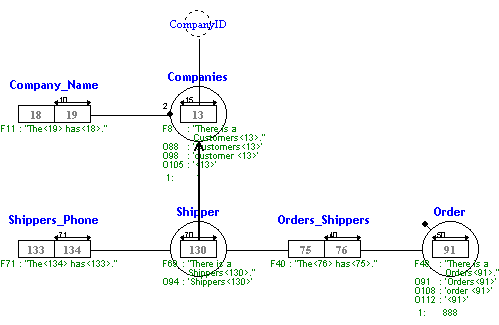 CompanyID
Company_Name
Companies
10
2
15
18 19
13
F11 : "The<19> has<18>."
F8 : "There is a
Customers<13>."
O88 : 'Customers<13>'
O98 : 'customer <13>'
O105 : '<13>'
1:
Shippers_Phone
Shipper
Orders_Shippers
Order
71
70
40
50
133 134
130
75 76
91
F71 : "The<134> has<133>."
F69 : "There is a
Shippers<130>."
O94 : 'Shippers<130>'
F40 : "The<76> has<75>."
F43 : "There is a
Orders<91>."
O91 : 'Orders<91>'
O108 : 'order <91>'
O112 : '<91>'
1: 888